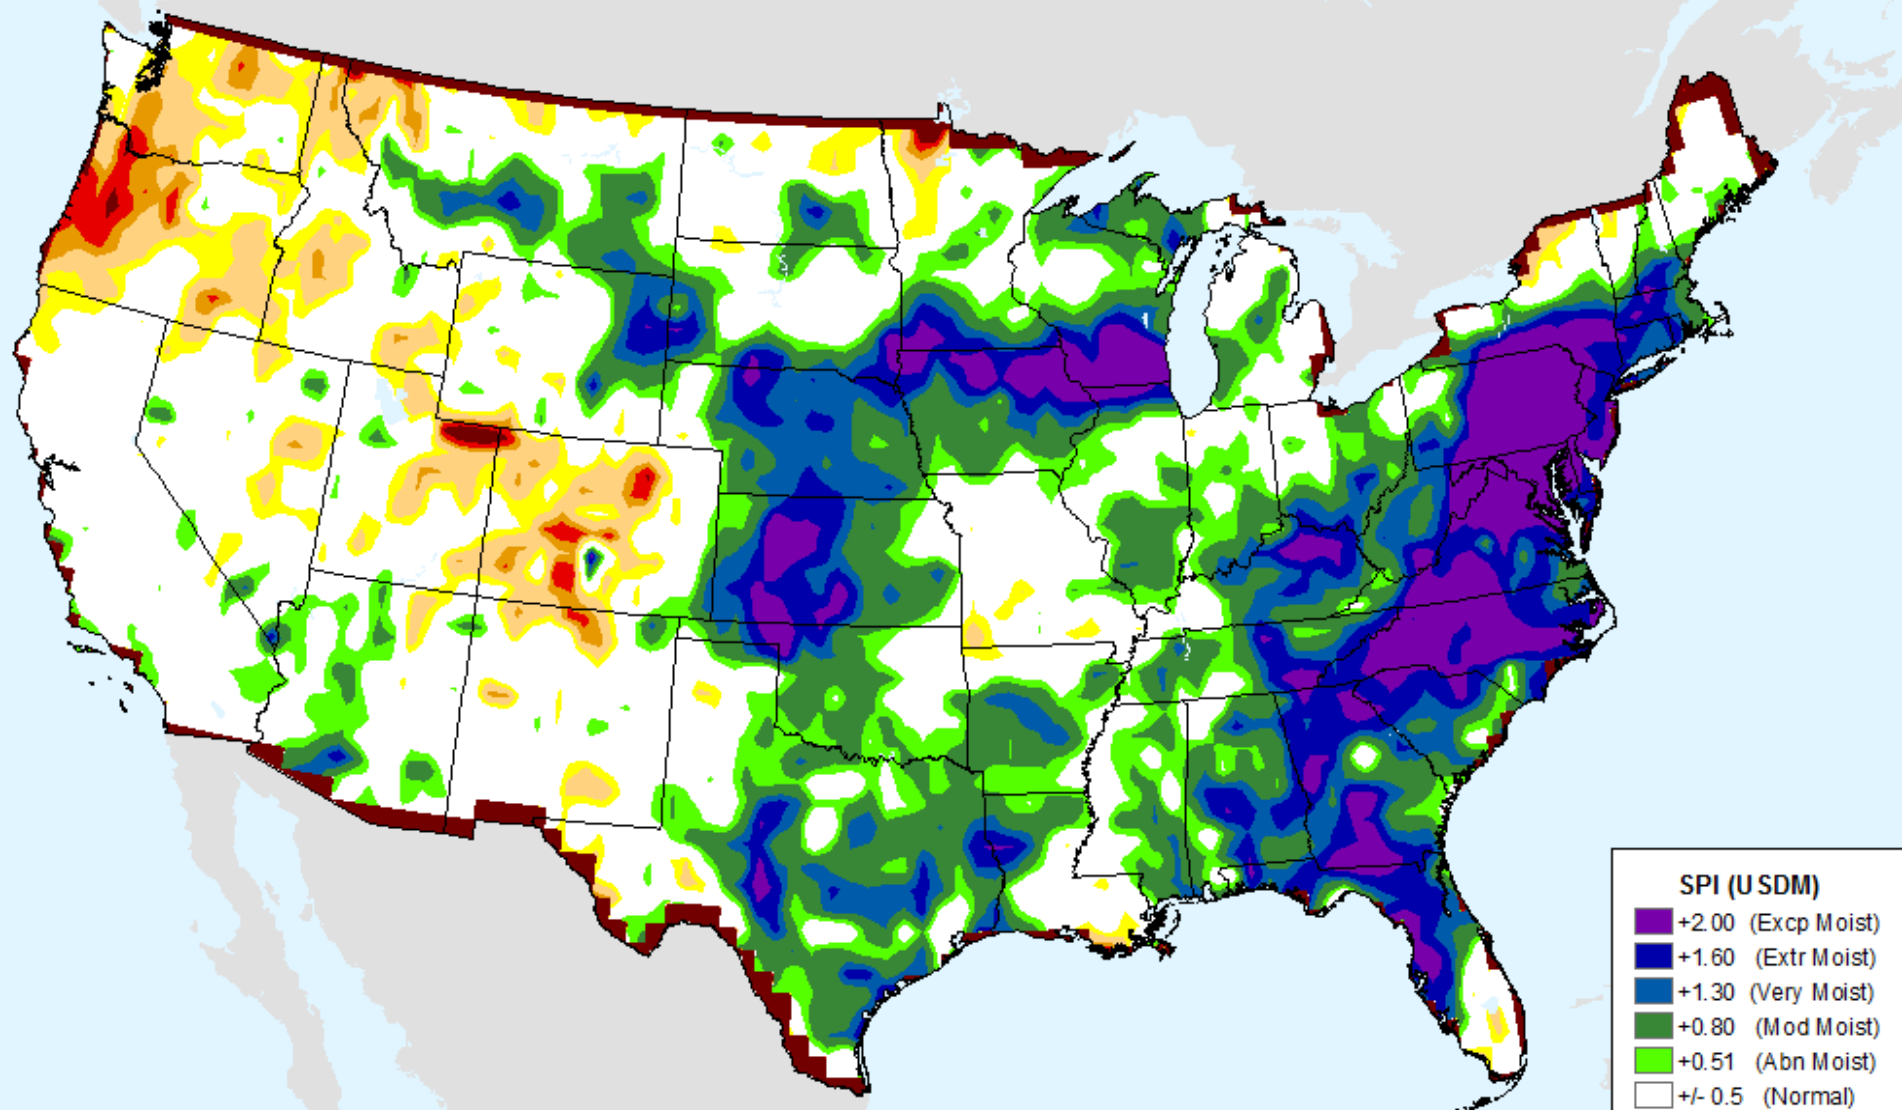 SPI (USDM)
+2.00 (Excp Moist)
+1.60 (Extr Moist)
+1.30 (Very Moist)
+0.80 (Mod Moist)
+0.51 (Abn Moist)
+/- 0.5 (Normal)